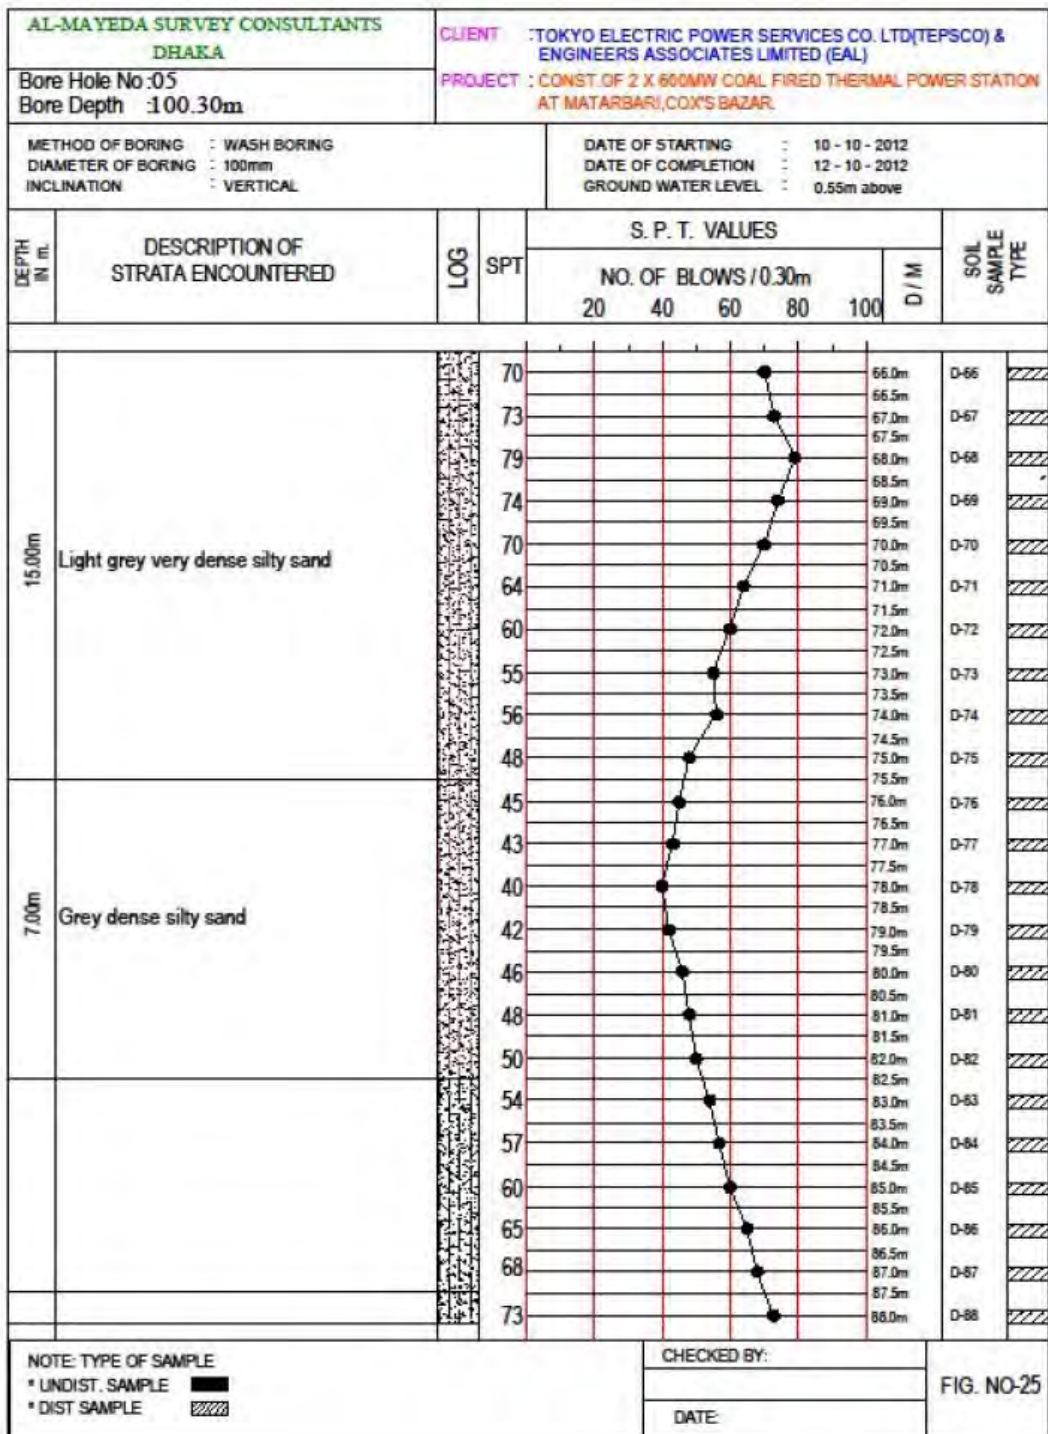 AL-MAYEDA SURVEY CONSULTANTS
DHAKA
Bore Hole No :05
Bore Depth :100.30m
CLIENT :TOKYO ELECTRIC POWER SERVICES CO. LTD(TEPSCO) &
ENGINEERS ASSOCIATES LIMITED (EAL)
PROJECT : CONST.OF 2 X 600MW COAL FIRED THERMAL POWER STATION
AT MATARBARI,COX'S BAZAR.
METHOD OF BORING : WASH BORING
DIAMETER OF BORING : 100mm
INCLINATION : VERTICAL
DATE OF STARTING : 10 - 10 - 2012
DATE OF COMPLETION : 12 - 10 - 2012
GROUND WATER LEVEL : 0.55m above
DEPTH
IN m.
DESCRIPTION OF
STRATA ENCOUNTERED
LOG
SPT
S. P. T. VALUES
NO. OF BLOWS / 0.30m
20 40 60 80 100
D / M
SOIL
SAMPLE
TYPE
70 66.0m D-66
66.5m
73 67.0m D-67
67.5m
79 68.0m D-68
68.5m
74 69.0m D-69
69.5m
15.00m Light grey very dense silty sand
70 70.0m D-70
70.5m
64 71.0m D-71
71.5m
60 72.0m D-72
72.5m
55 73.0m D-73
73.5m
56 74.0m D-74
74.5m
48 75.0m D-75
75.5m
45 76.0m D-76
76.5m
43 77.0m D-77
77.5m
40 78.0m D-78
78.5m
7.00m Grey dense silty sand
42 79.0m D-79
79.5m
46 80.0m D-80
80.5m
48 81.0m D-81
81.5m
50 82.0m D-82
82.5m
54 83.0m D-83
83.5m
57 84.0m D-84
84.5m
60 85.0m D-85
85.5m
65 86.0m D-86
86.5m
68 87.0m D-87
87.5m
73 88.0m D-88
NOTE: TYPE OF SAMPLE
* UNDIST. SAMPLE
* DIST SAMPLE
CHECKED BY:
DATE:
FIG. NO-25